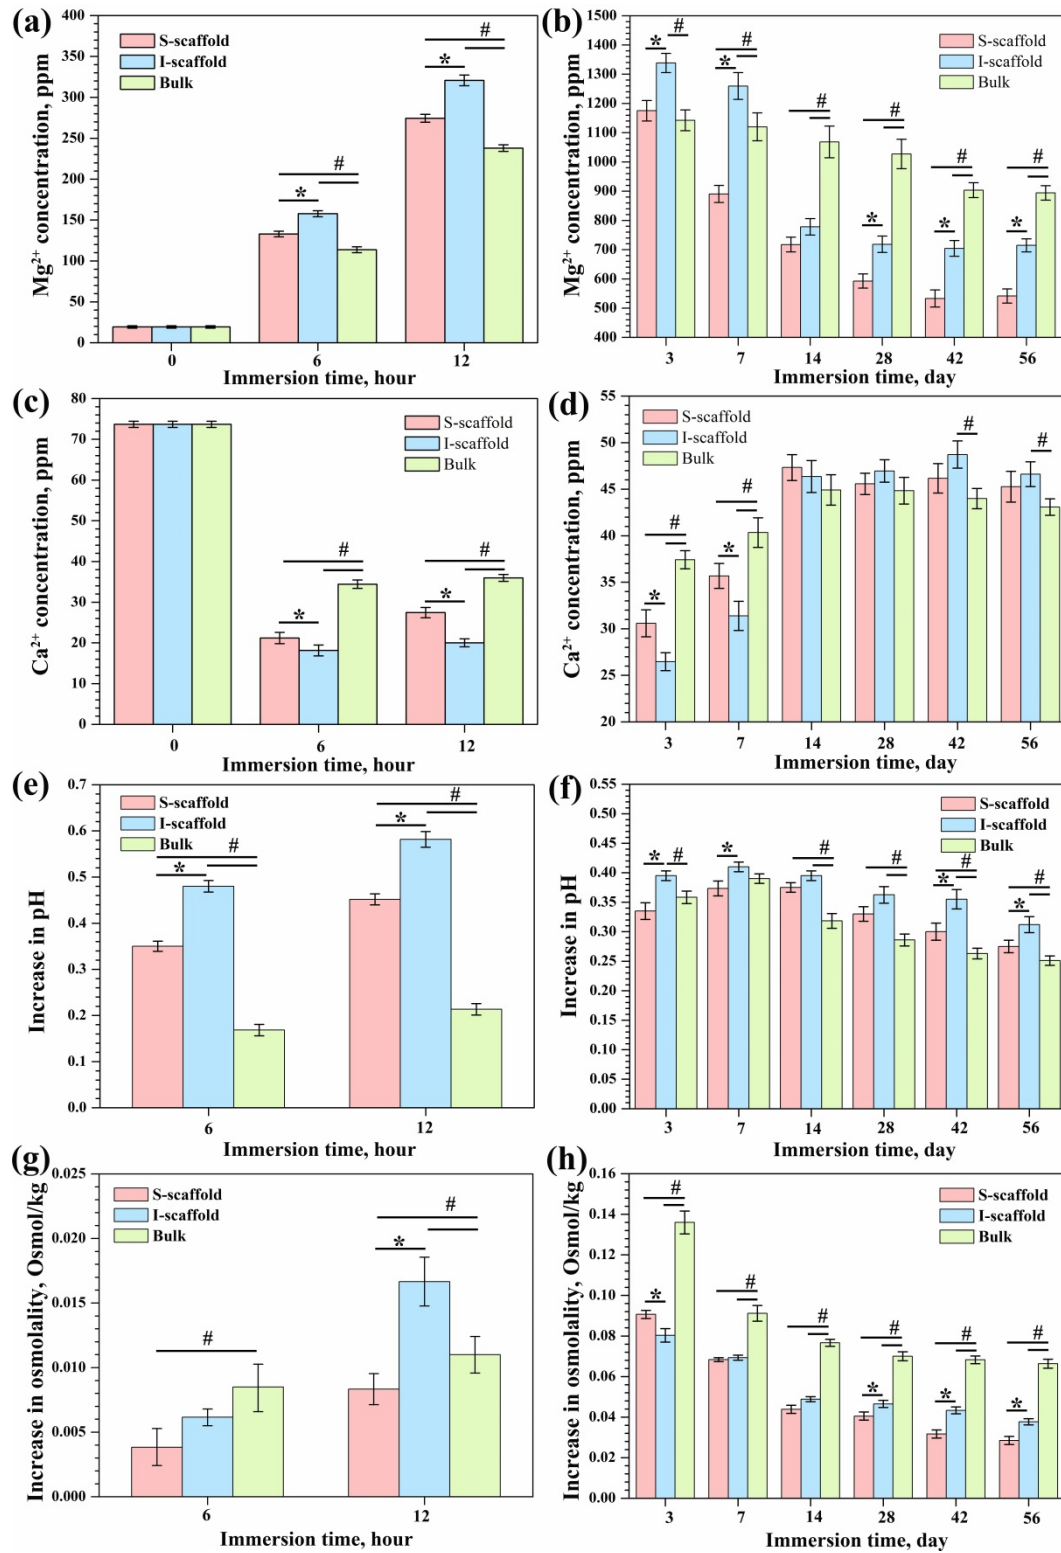 (a)
Mg²⁺ concentration, ppm
400
350
300
250
200
150
100
50
0
S-scaffold
I-scaffold
Bulk
* #
* #
0 6 12
Immersion time, hour
(b)
Mg²⁺ concentration, ppm
1500
1400
1300
1200
1100
1000
900
800
700
600
500
400
S-scaffold
I-scaffold
Bulk
* #
* #
#
* #
* #
* #
3 7 14 28 42 56
Immersion time, day
(c)
Ca²⁺ concentration, ppm
80
70
60
50
40
30
20
10
0
S-scaffold
I-scaffold
Bulk
* #
* #
0 6 12
Immersion time, hour
(d)
Ca²⁺ concentration, ppm
55
50
45
40
35
30
25
20
S-scaffold
I-scaffold
Bulk
* #
* #
#
#
3 7 14 28 42 56
Immersion time, day
(e)
Increase in pH
0.7
0.6
0.5
0.4
0.3
0.2
0.1
0.0
S-scaffold
I-scaffold
Bulk
* #
* #
6 12
Immersion time, hour
(f)
Increase in pH
0.55
0.50
0.45
0.40
0.35
0.30
0.25
0.20
0.15
0.10
0.05
0.00
S-scaffold
I-scaffold
Bulk
* #
*
#
#
* #
* #
3 7 14 28 42 56
Immersion time, day
(g)
Increase in osmolality, Osmol/kg
0.025
0.020
0.015
0.010
0.005
0.000
S-scaffold
I-scaffold
Bulk
#
* #
6 12
Immersion time, hour
(h)
Increase in osmolality, Osmol/kg
0.16
0.14
0.12
0.10
0.08
0.06
0.04
0.02
0.00
S-scaffold
I-scaffold
Bulk
* #
#
#
* #
* #
* #
3 7 14 28 42 56
Immersion time, day